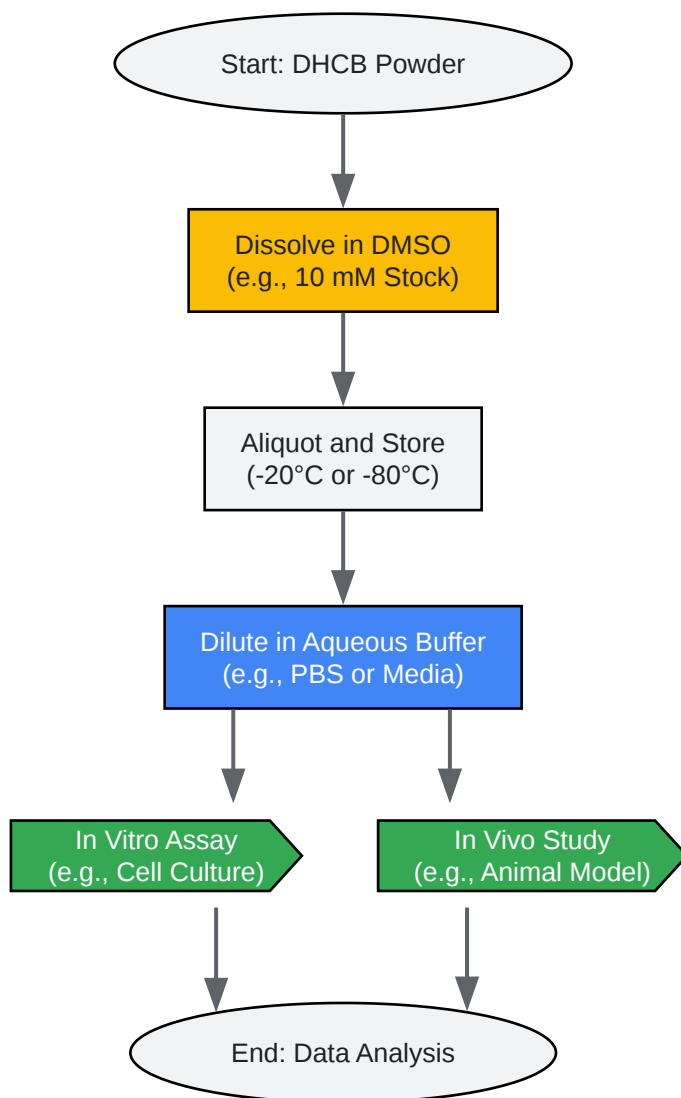 Start: DHCB Powder
Dissolve in DMSO
(e.g., 10 mM Stock)
Aliquot and Store
(-20°C or -80°C)
Dilute in Aqueous Buffer
(e.g., PBS or Media)
In Vitro Assay
(e.g., Cell Culture)
In Vivo Study
(e.g., Animal Model)
End: Data Analysis